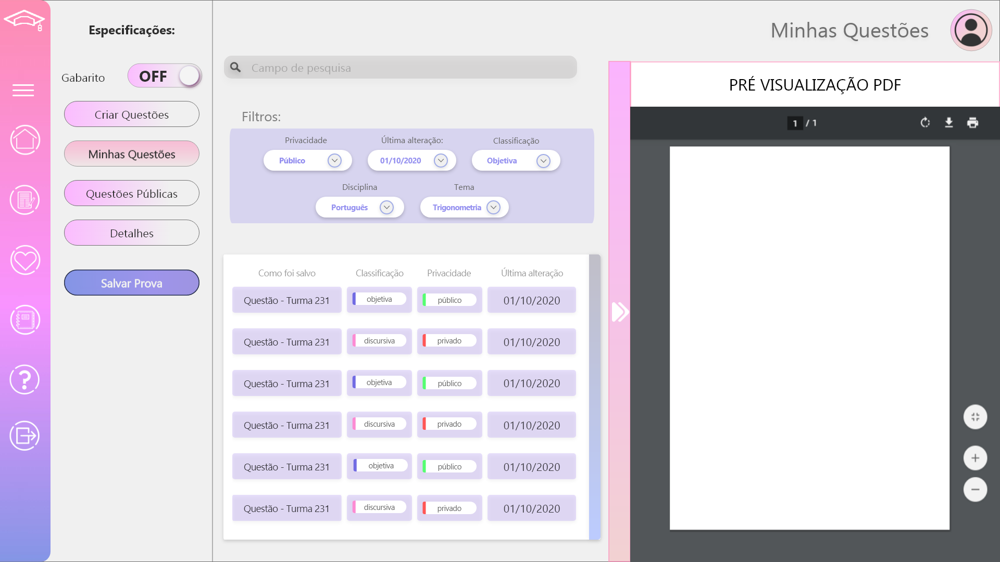 Especificações:
Gabarito OFF
Criar Questões
Minhas Questões
Questões Públicas
Detalhes
Salvar Prova
Minhas Questões
Campo de pesquisa
Filtros:
Privacidade Última alteração: Classificação
Público 01/10/2020 Objetiva
Disciplina Tema
Português Trigonometria
Como foi salvo Classificação Privacidade Última alteração
Questão - Turma 231 objetiva público 01/10/2020
Questão - Turma 231 discursiva privado 01/10/2020
Questão - Turma 231 objetiva público 01/10/2020
Questão - Turma 231 discursiva privado 01/10/2020
Questão - Turma 231 objetiva público 01/10/2020
Questão - Turma 231 discursiva privado 01/10/2020
PRÉ VISUALIZAÇÃO PDF
1 / 1